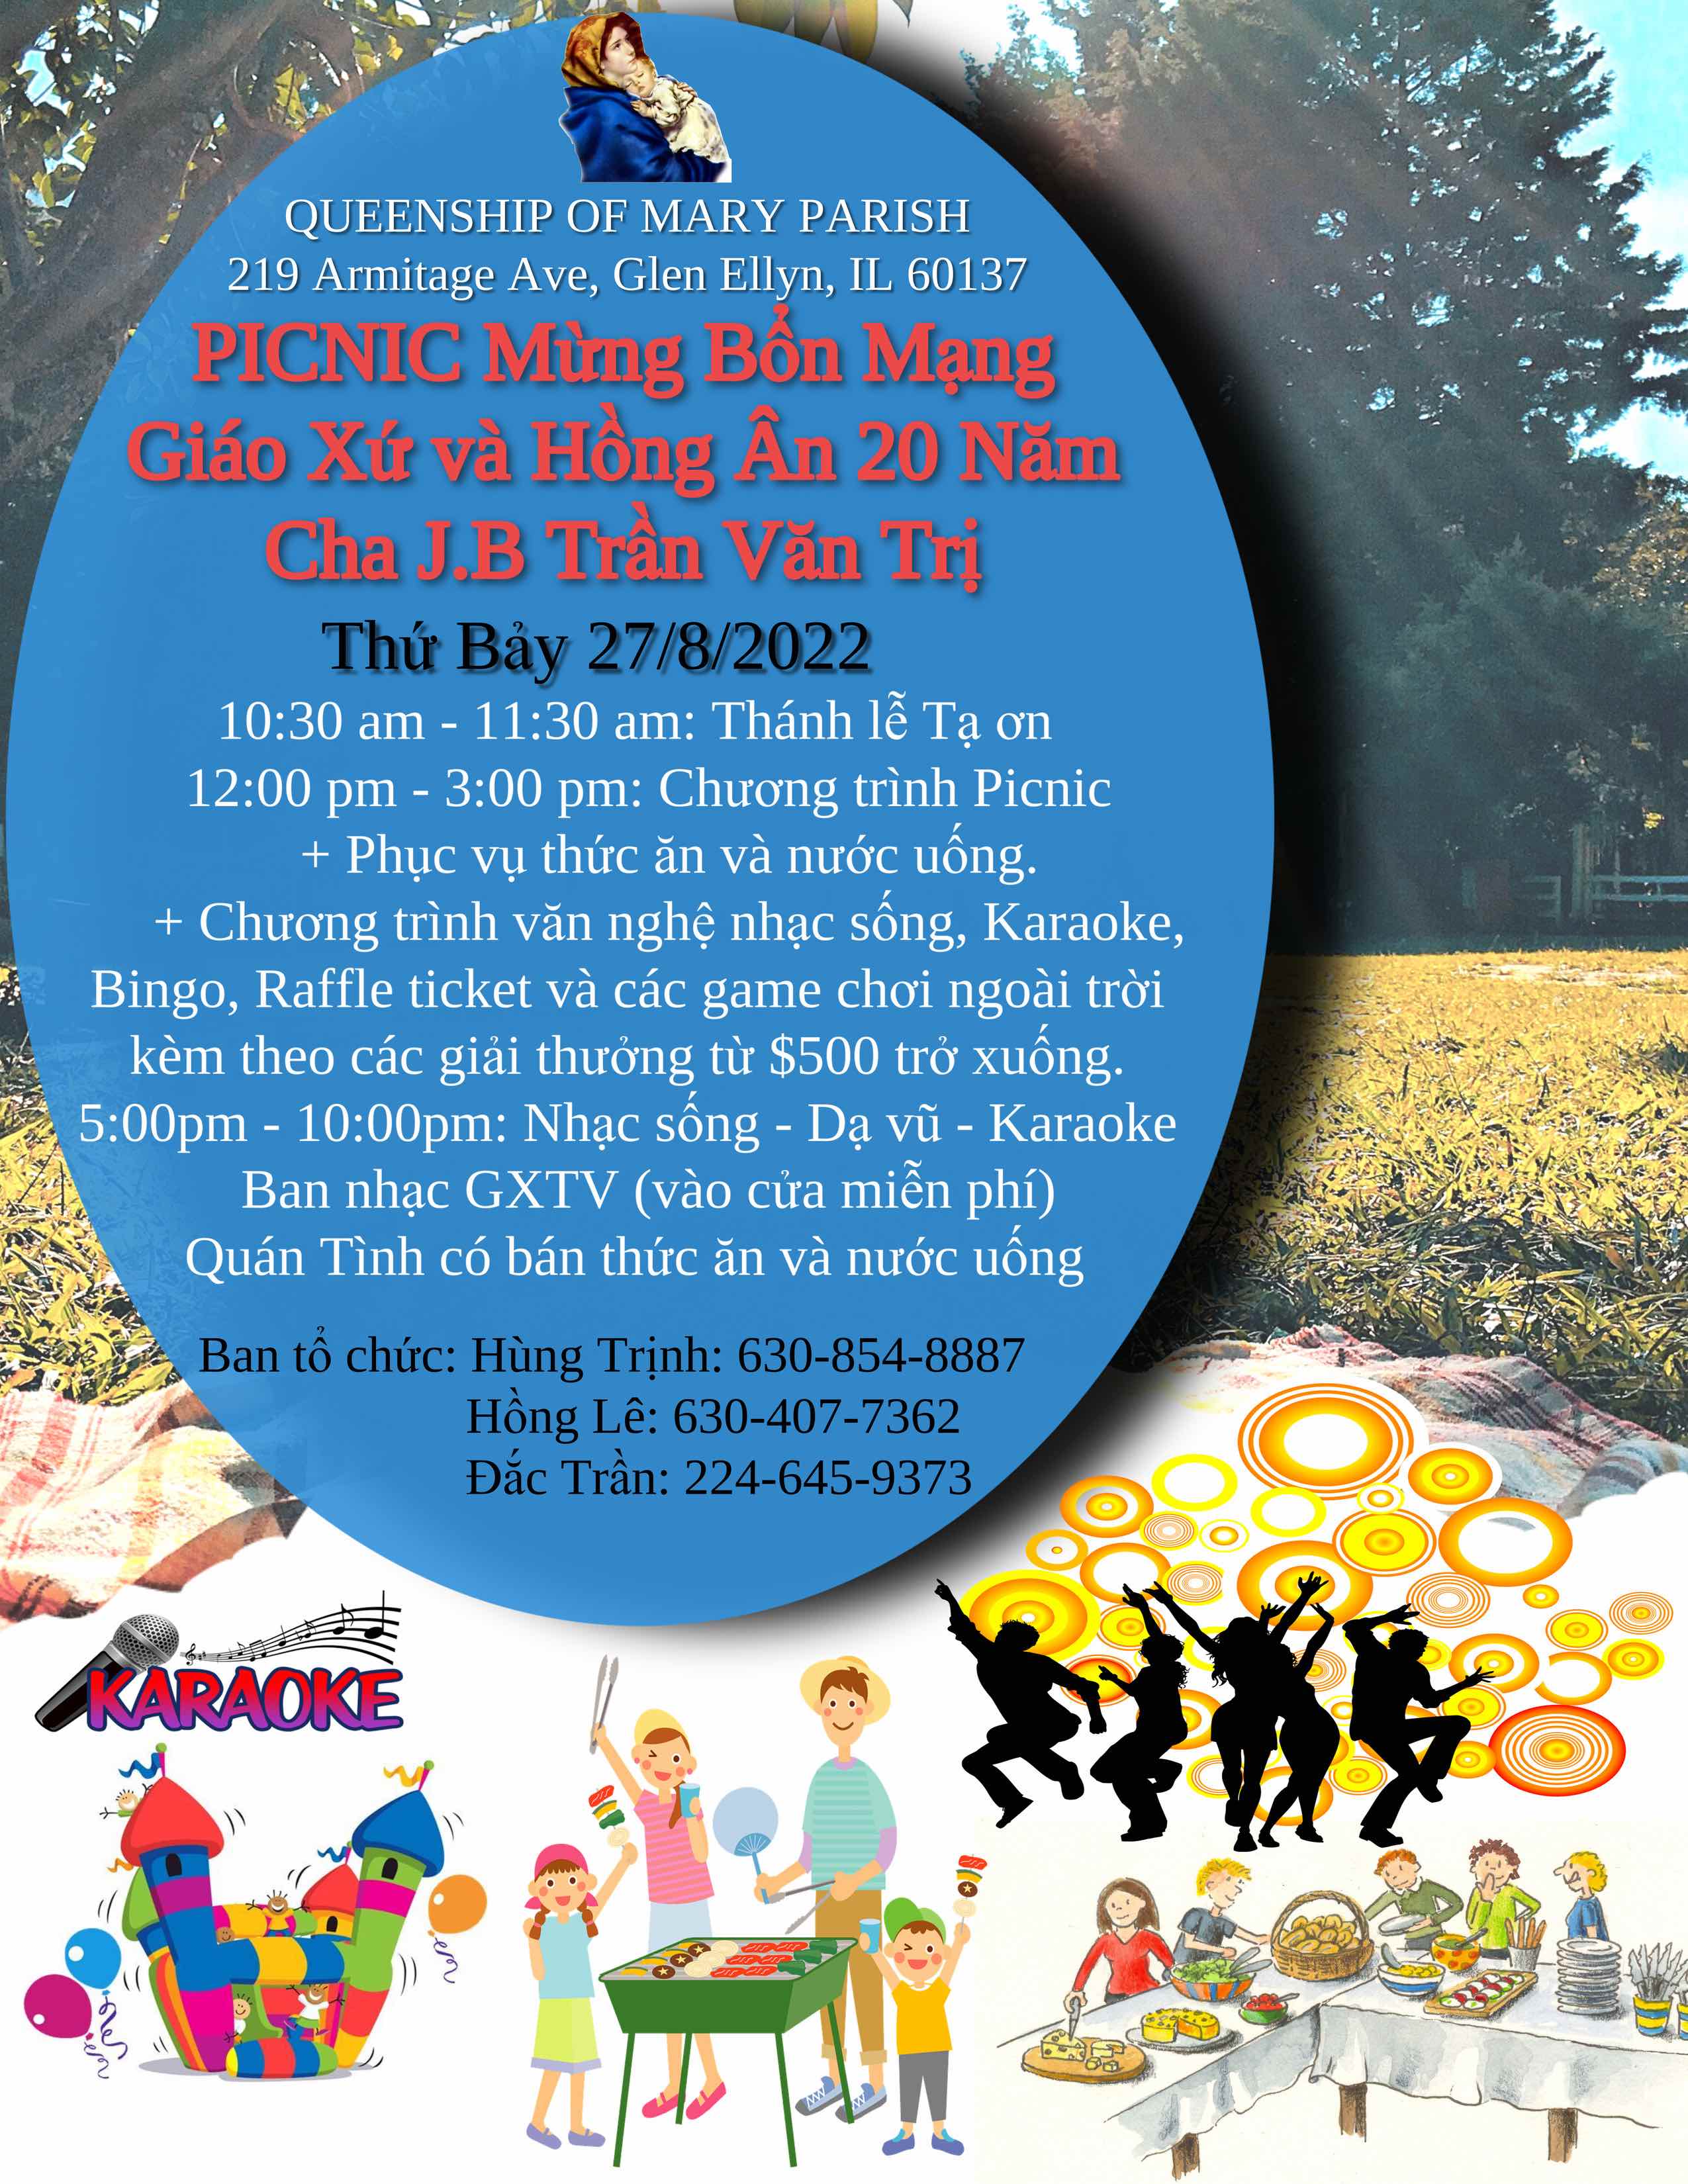 QUEENSHIP OF MARY PARISH
219 Armitage Ave, Glen Ellyn, IL 60137
PICNIC Mừng Bổn Mạng
Giáo Xứ và Hồng Ân 20 Năm
Cha J.B Trần Văn Trị
Thứ Bảy 27/8/2022
10:30 am - 11:30 am: Thánh lễ Tạ ơn
12:00 pm - 3:00 pm: Chương trình Picnic
+ Phục vụ thức ăn và nước uống.
+ Chương trình văn nghệ nhạc sống, Karaoke,
Bingo, Raffle ticket và các game chơi ngoài trời
kèm theo các giải thưởng từ $500 trở xuống.
5:00pm - 10:00pm: Nhạc sống - Dạ vũ - Karaoke
Ban nhạc GXTV (vào cửa miễn phí)
Quán Tình có bán thức ăn và nước uống
Ban tổ chức: Hùng Trịnh: 630-854-8887
Hồng Lê: 630-407-7362
Đắc Trần: 224-645-9373
KARAOKE